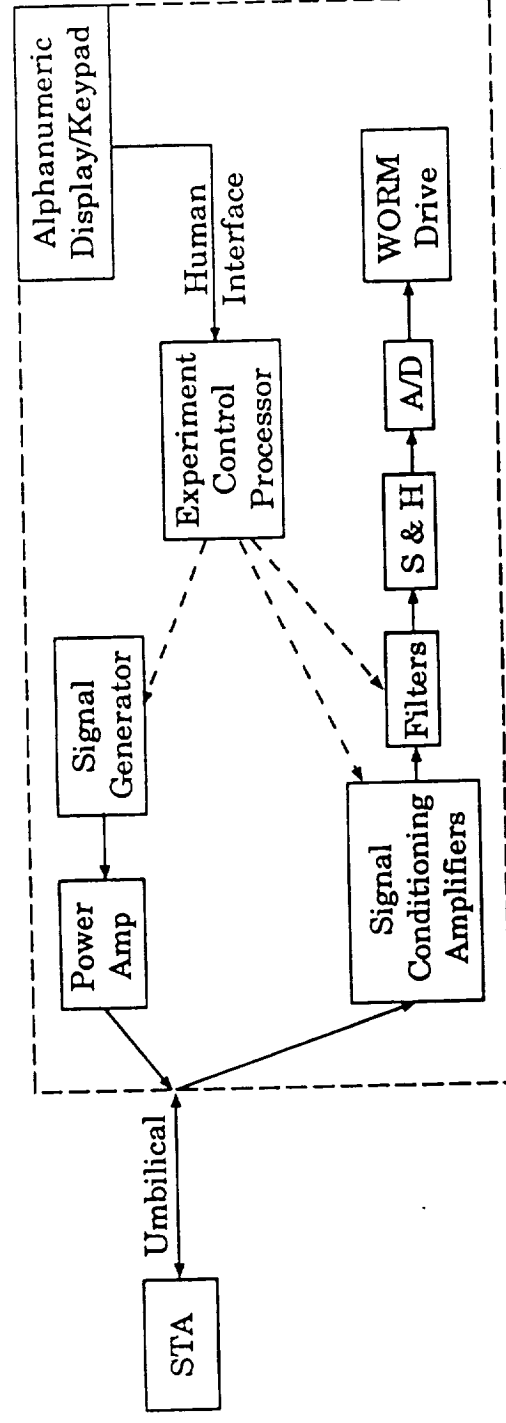 Alphanumeric
Display/Keypad
Human
Interface
Experiment
Control
Processor
Signal
Generator
Power
Amp
Umbilical
STA
Signal
Conditioning
Amplifiers
Filters
S & H
A/D
WORM
Drive